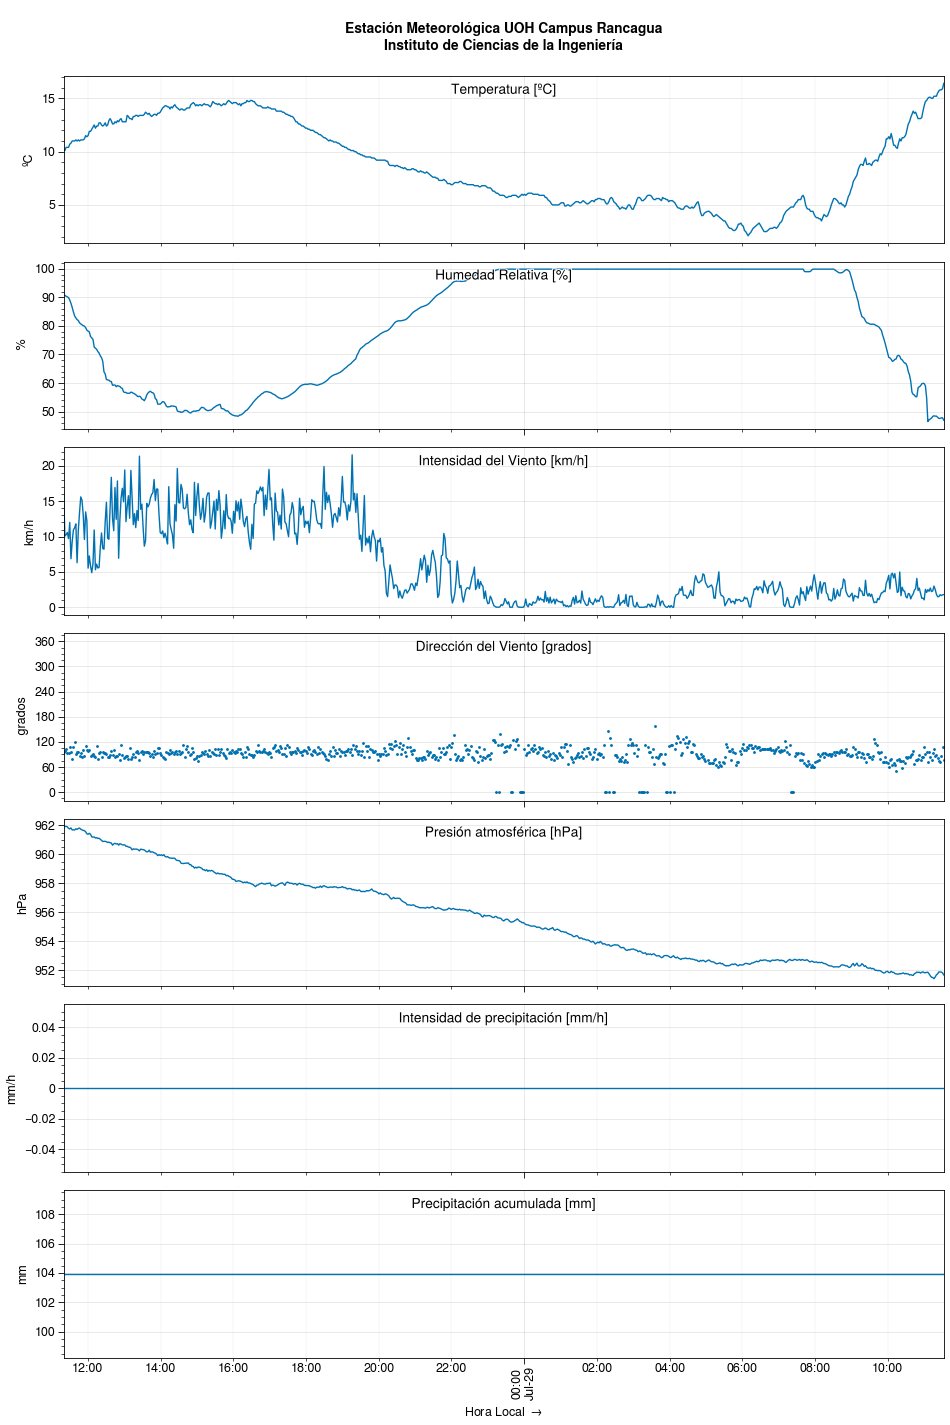 Estación Meteorológica UOH Campus Rancagua
Instituto de Ciencias de la Ingeniería
Temperatura [ºC]
ºC
15
10
5
Humedad Relativa [%]
%
100
90
80
70
60
50
Intensidad del Viento [km/h]
km/h
20
15
10
5
0
Dirección del Viento [grados]
grados
360
300
240
180
120
60
0
Presión atmosférica [hPa]
hPa
962
960
958
956
954
952
Intensidad de precipitación [mm/h]
mm/h
0.04
0.02
0
−0.02
−0.04
Precipitación acumulada [mm]
mm
108
106
104
102
100
12:00 14:00 16:00 18:00 20:00 22:00 00:00 02:00 04:00 06:00 08:00 10:00
Jul-29
Hora Local →